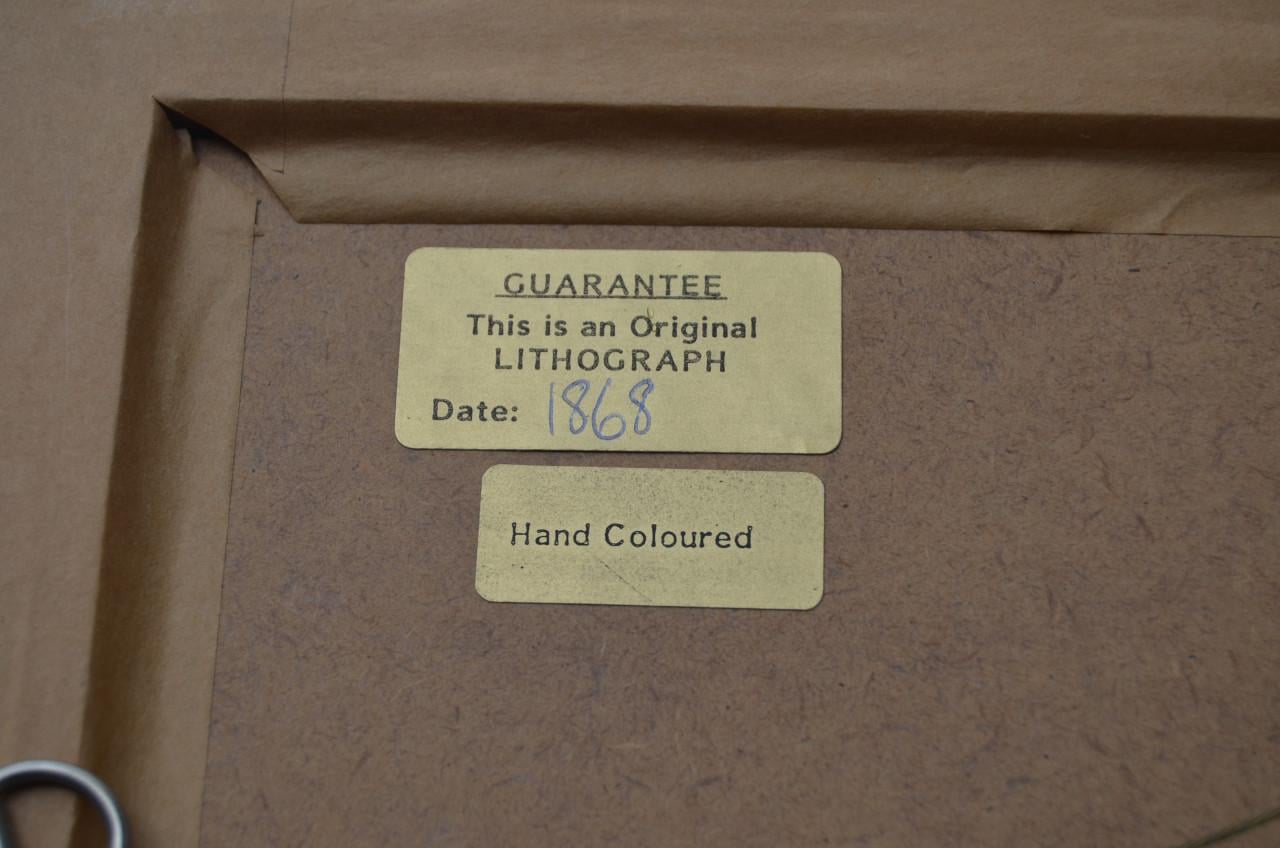 GUARANTEE
This is an Original
LITHOGRAPH
Date: 1868
Hand Coloured